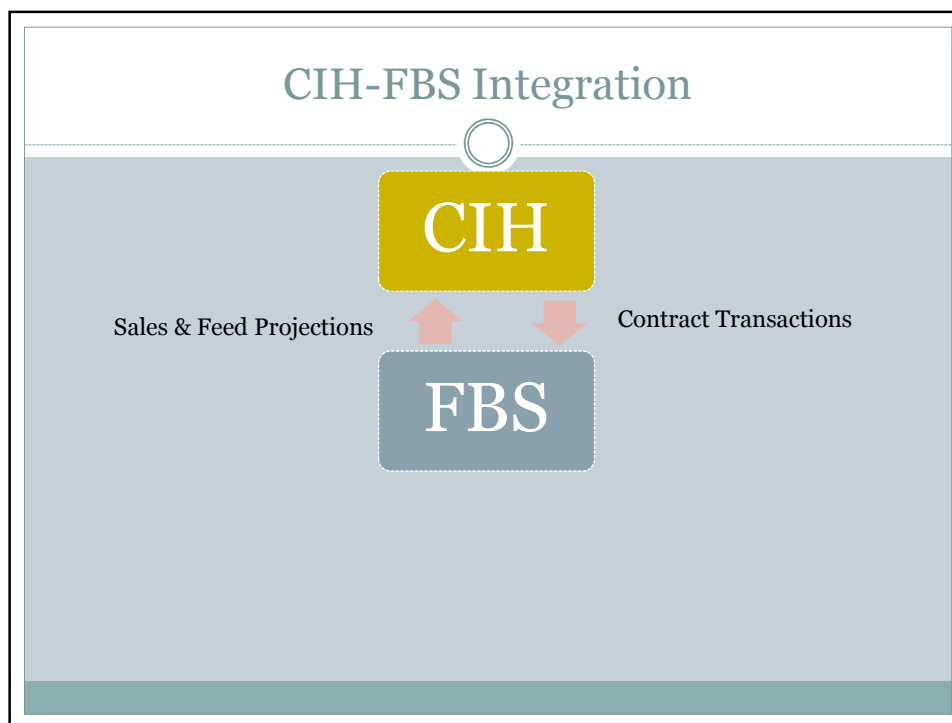 CIH-FBS Integration
CIH
Sales & Feed Projections
Contract Transactions
FBS